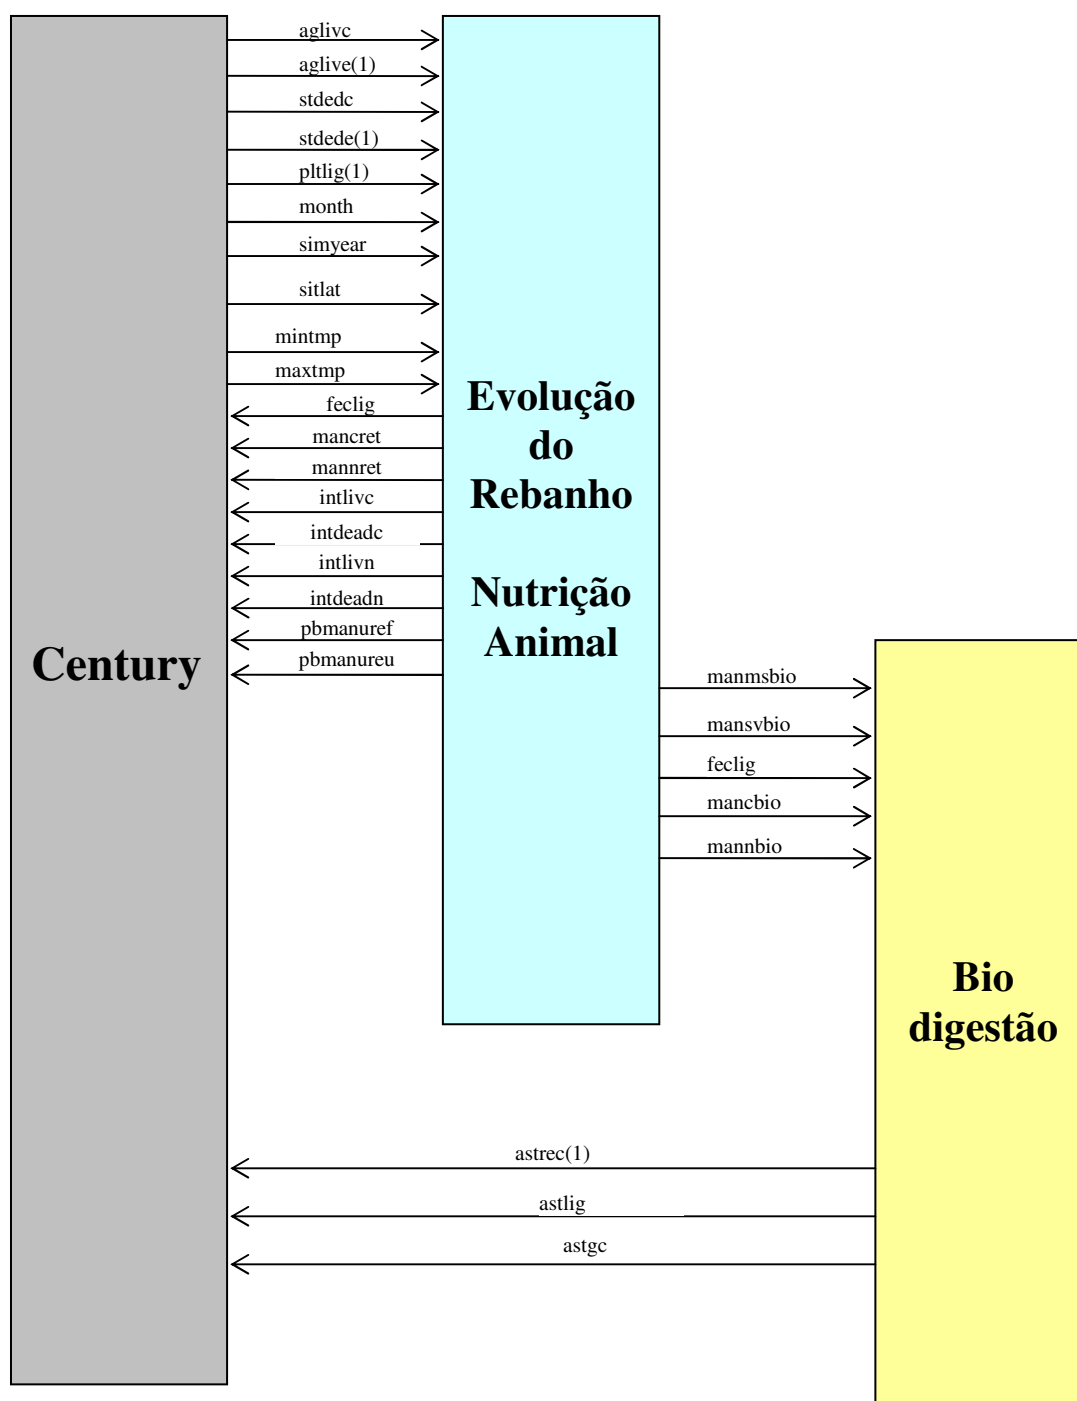 aglivc
aglive(1)
stdedc
stdede(1)
pltlig(1)
month
simyear
sitlat
mintmp
maxtmp
feclig
mancret
mannret
intlivc
intdeadc
intlivn
intdeadn
pbmanuref
pbmanureu
Century
Evolução
do
Rebanho
Nutrição
Animal
manmsbio
mansvbio
feclig
mancbio
mannbio
Bio
digestão
astrec(1)
astlig
astgc